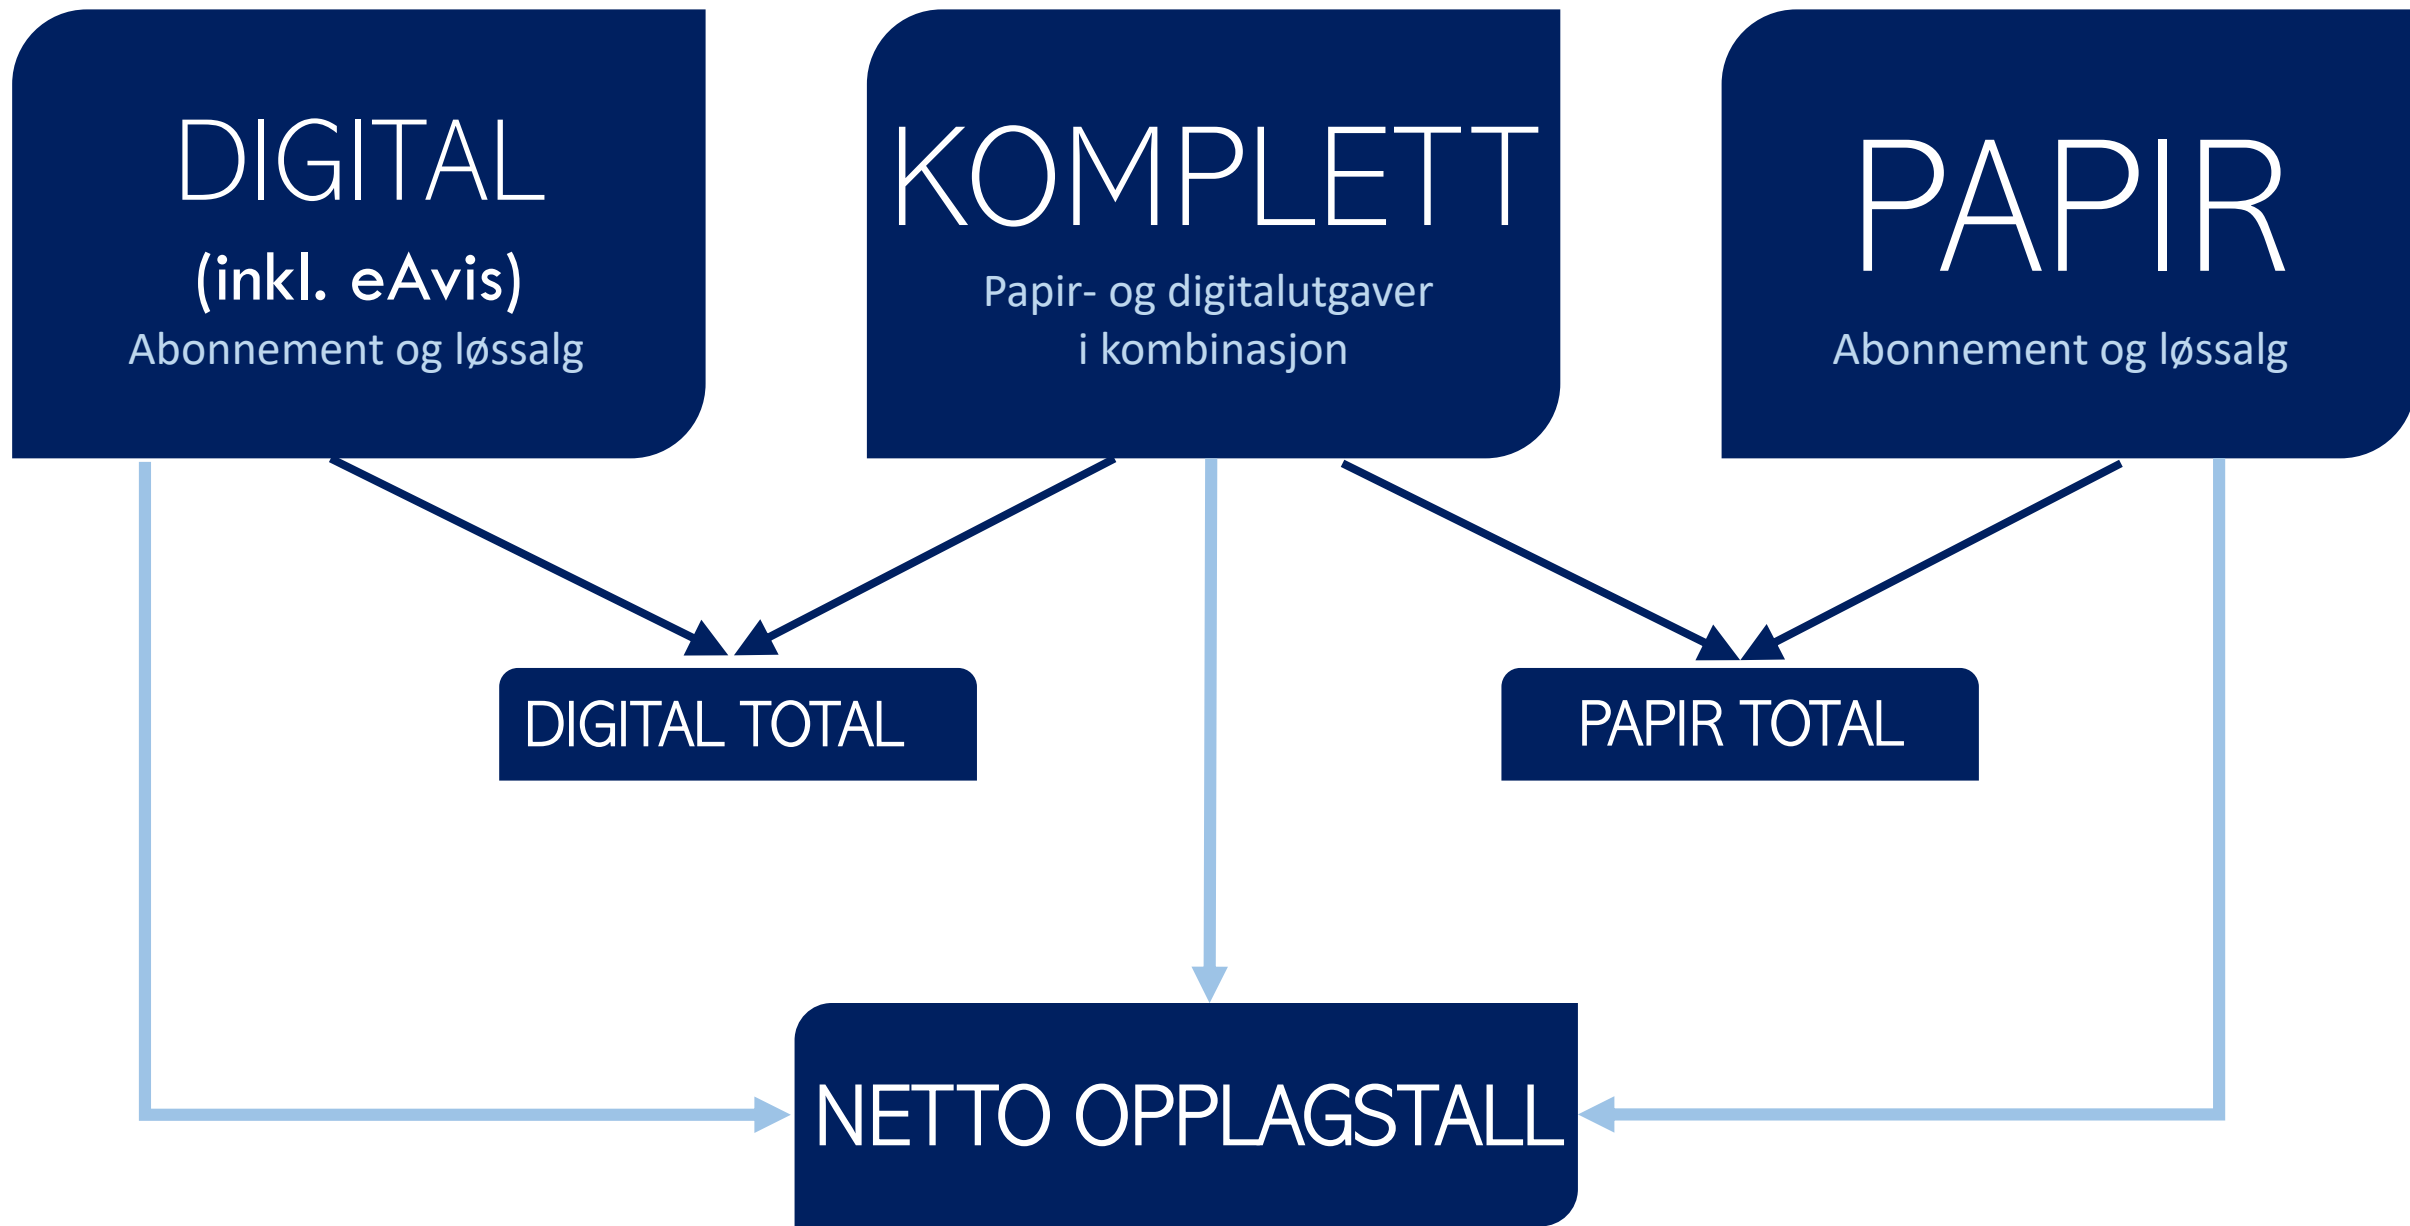 DIGITAL
(inkl. eAvis)
Abonnement og løssalg
KOMPLETT
Papir- og digitalutgaver
i kombinasjon
PAPIR
Abonnement og løssalg
DIGITAL TOTAL
PAPIR TOTAL
NETTO OPPLAGSTALL